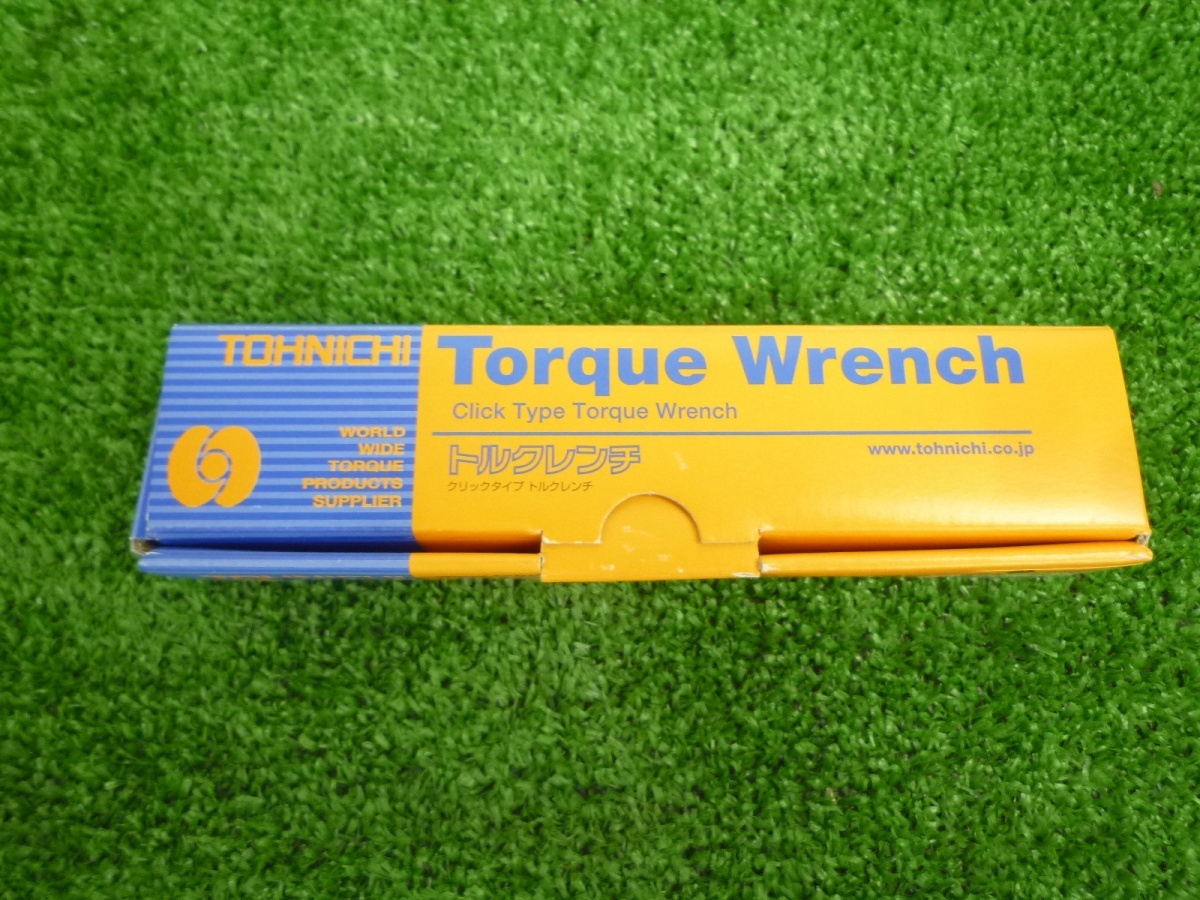 TOHNICHI
WORLD
WIDE
TORQUE
PRODUCTS
SUPPLIER
Torque Wrench
Click Type Torque Wrench
トルクレンチ
クリックタイプ トルクレンチ
www.tohnichi.co.jp